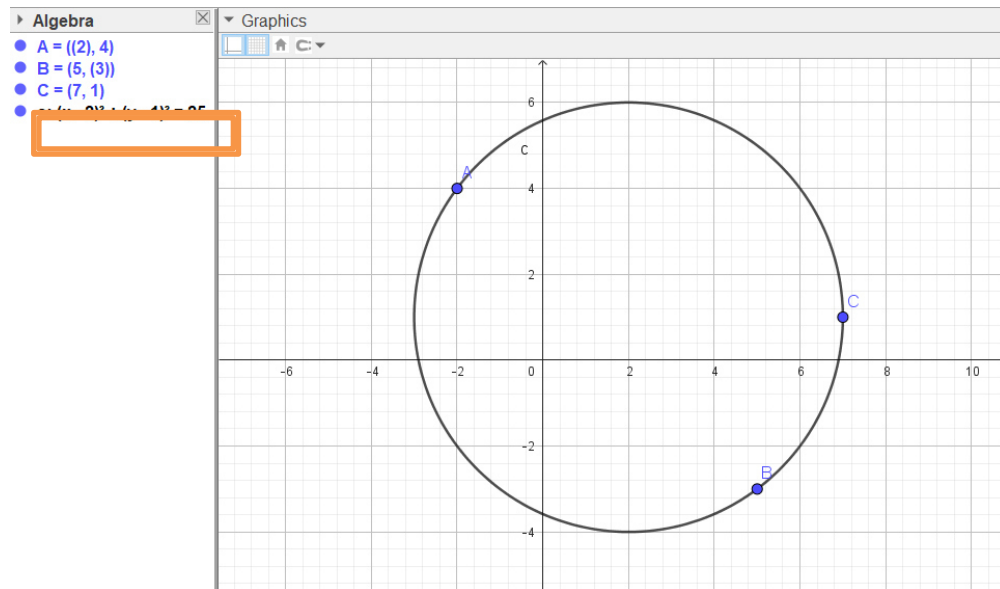 Algebra
Graphics
A = ((2), 4)
B = (5, (3))
C = (7, 1)
6
c
A
4
2
C
-6
-4
-2
0
2
4
6
8
10
-2
B
-4